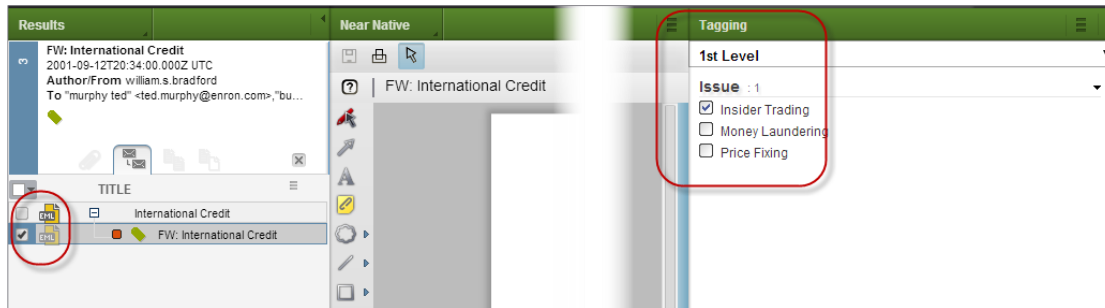 Results
3
FW: International Credit
2001-09-12T20:34:00.000Z UTC
Author/From william.s.bradford
To "murphy ted" <ted.murphy@enron.com>,"bu...
TITLE
EML
International Credit
EML
FW: International Credit
Near Native
FW: International Credit
A
Tagging
1st Level
Issue : 1
Insider Trading
Money Laundering
Price Fixing